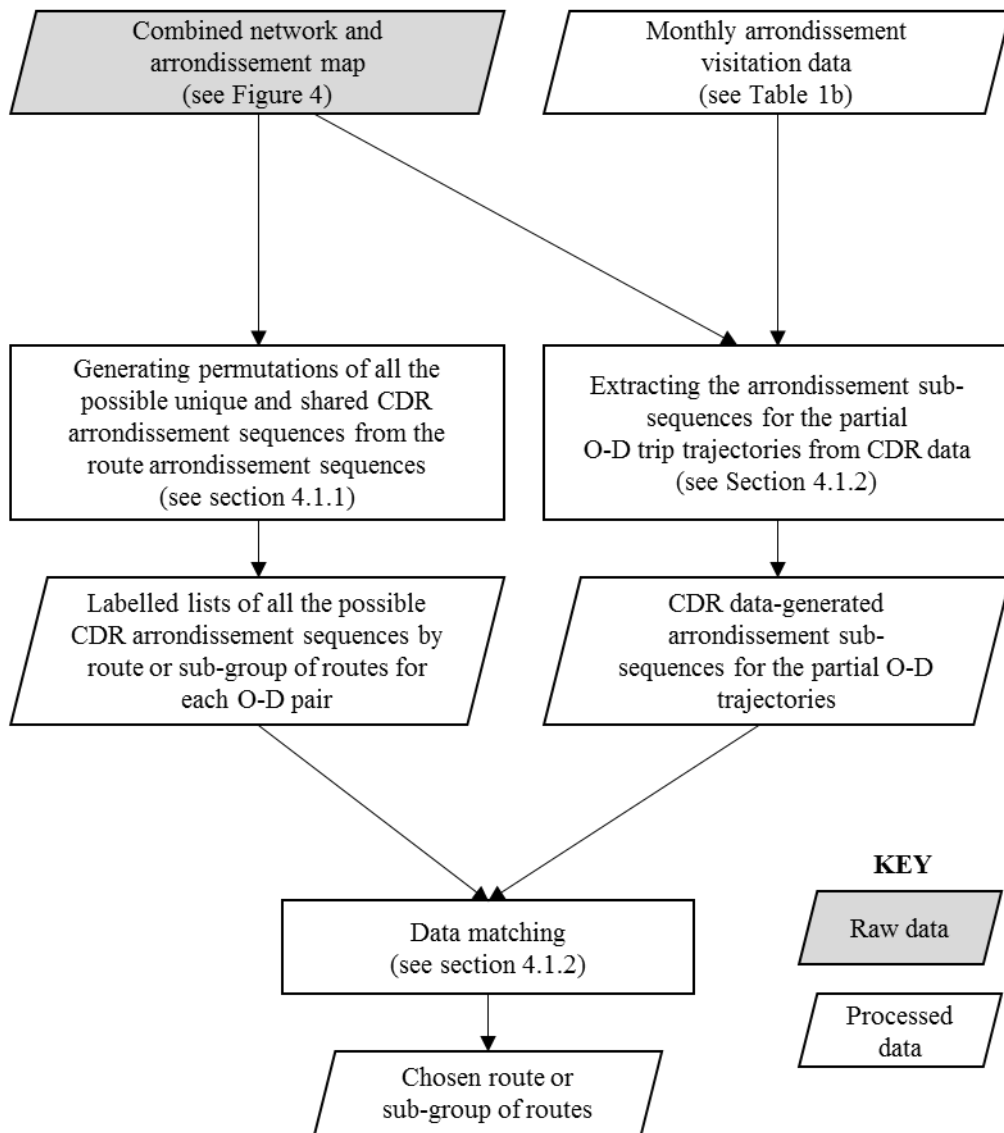 Combined network and
arrondissement map
(see Figure 4)
Monthly arrondissement
visitation data
(see Table 1b)
Generating permutations of all the
possible unique and shared CDR
arrondissement sequences from the
route arrondissement sequences
(see section 4.1.1)
Extracting the arrondissement sub-
sequences for the partial
O-D trip trajectories from CDR data
(see Section 4.1.2)
Labelled lists of all the possible
CDR arrondissement sequences by
route or sub-group of routes for
each O-D pair
CDR data-generated
arrondissement sub-
sequences for the partial O-D
trajectories
Data matching
(see section 4.1.2)
Chosen route or
sub-group of routes
KEY
Raw data
Processed
data